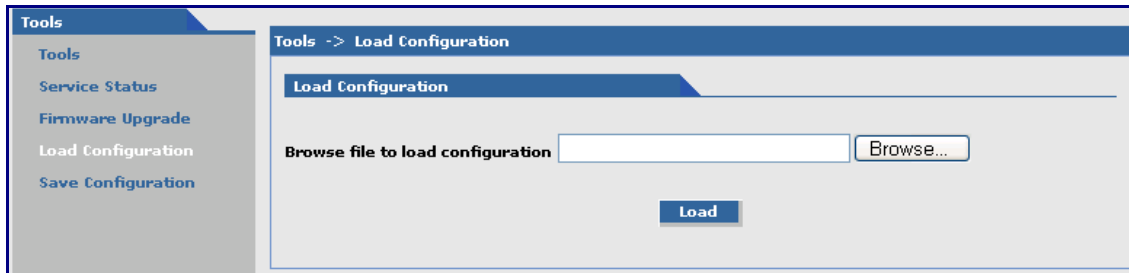 Tools
Tools
Service Status
Firmware Upgrade
Load Configuration
Save Configuration
Tools -> Load Configuration
Load Configuration
Browse file to load configuration Browse...
Load